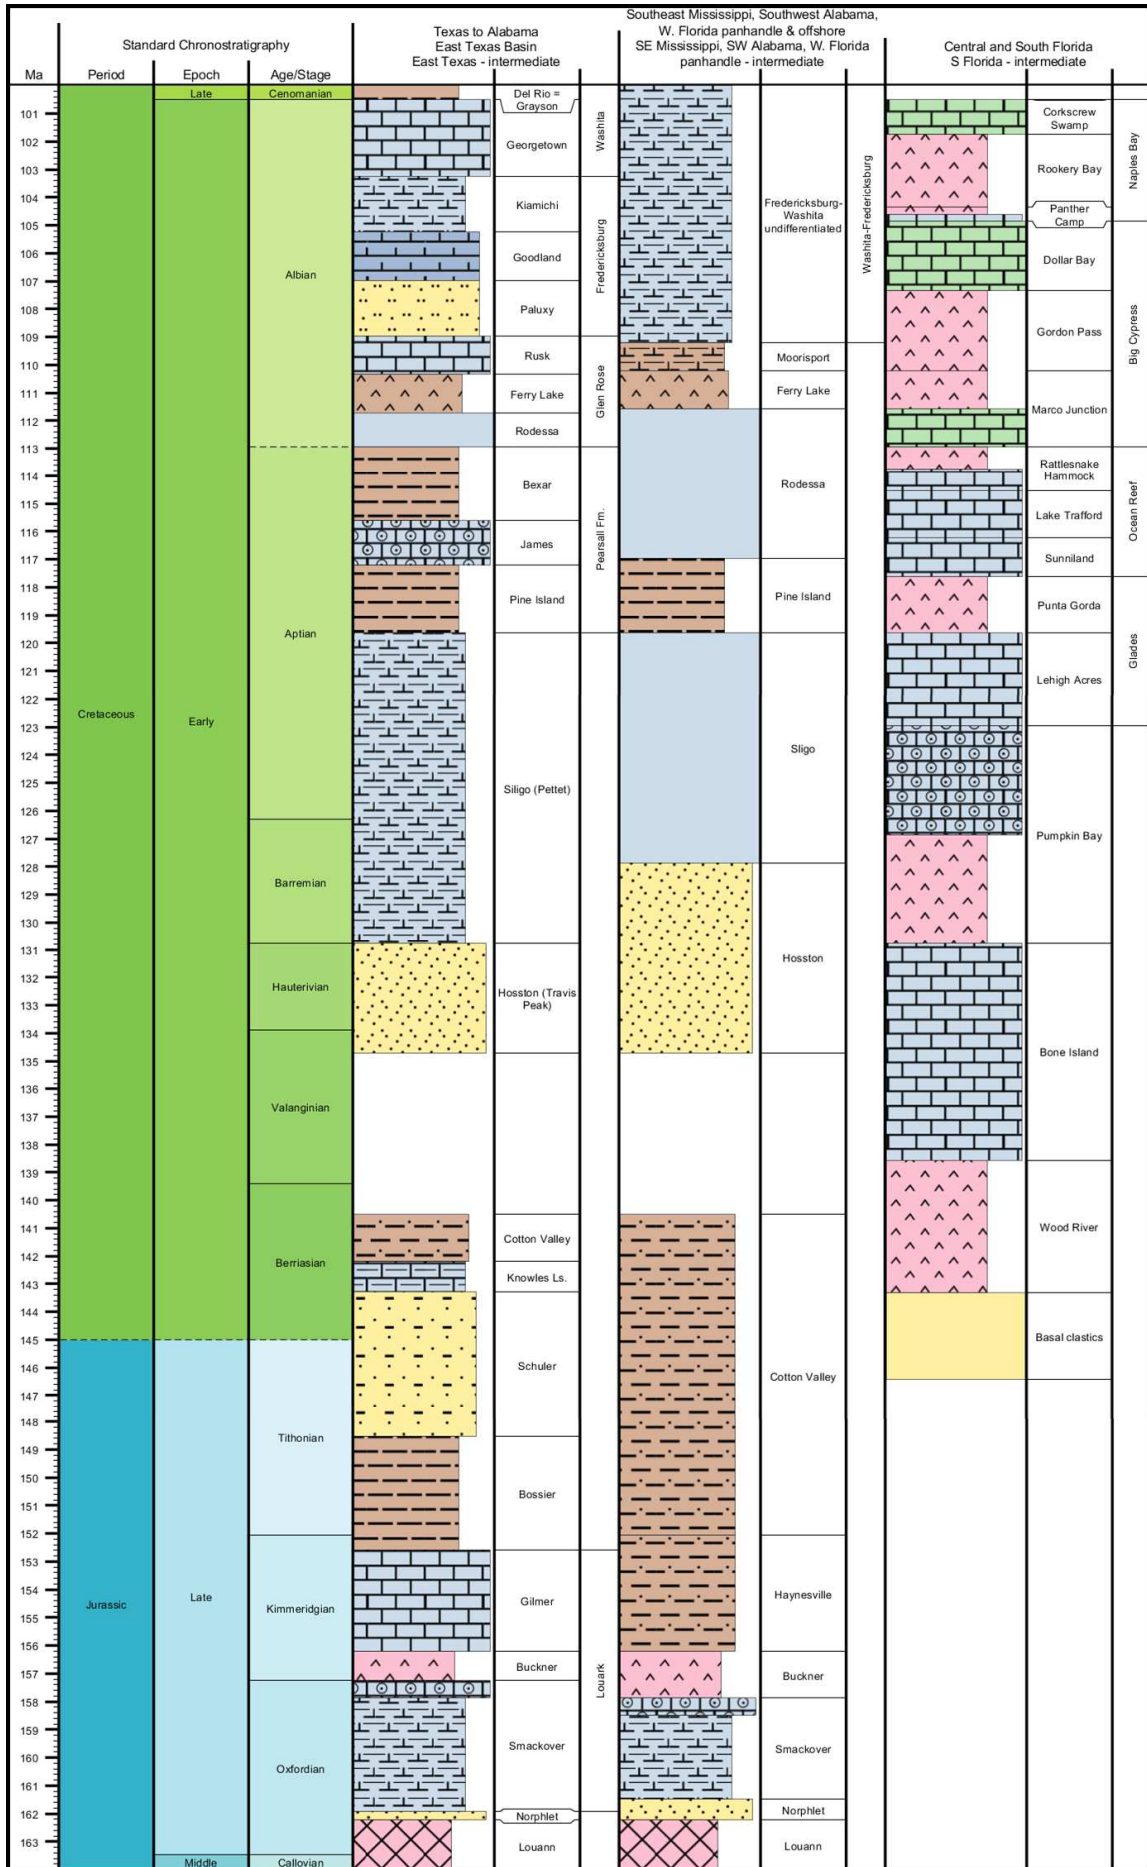 Standard Chronostratigraphy
Texas to Alabama
East Texas Basin
East Texas - intermediate
Southeast Mississippi, Southwest Alabama,
W. Florida panhandle & offshore
SE Mississippi, SW Alabama, W. Florida
panhandle - intermediate
Central and South Florida
S Florida - intermediate
Ma
Period
Epoch
Age/Stage
101
102
103
104
105
106
107
108
109
110
111
112
113
114
115
116
117
118
119
120
121
122
123
124
125
126
127
128
129
130
131
132
133
134
135
136
137
138
139
140
141
142
143
144
145
146
147
148
149
150
151
152
153
154
155
156
157
158
159
160
161
162
163
Cretaceous
Jurassic
Late
Early
Late
Middle
Cenomanian
Albian
Aptian
Barremian
Hauterivian
Valanginian
Berriasian
Tithonian
Kimmeridgian
Oxfordian
Callovian
Del Rio =
Grayson
Georgetown
Kiamichi
Goodland
Paluxy
Rusk
Ferry Lake
Rodessa
Bexar
James
Pine Island
Siligo (Pettet)
Hosston (Travis
Peak)
Cotton Valley
Knowles Ls.
Schuler
Bossier
Gilmer
Buckner
Smackover
Norphlet
Louann
Washita
Fredericksburg
Glen Rose
Pearsall Fm.
Louark
Fredericksburg-
Washita
undifferentiated
Moorisport
Ferry Lake
Rodessa
Pine Island
Sligo
Hosston
Cotton Valley
Haynesville
Buckner
Smackover
Norphlet
Louann
Washita-Fredericksburg
Corkscrew
Swamp
Rookery Bay
Panther
Camp
Dollar Bay
Gordon Pass
Marco Junction
Rattlesnake
Hammock
Lake Trafford
Sunniland
Punta Gorda
Lehigh Acres
Pumpkin Bay
Bone Island
Wood River
Basal clastics
Naples Bay
Big Cypress
Ocean Reef
Glades